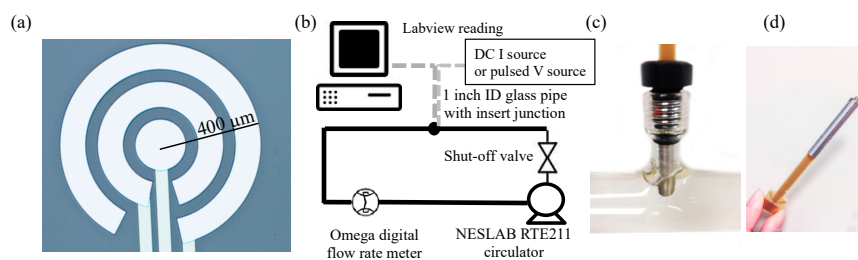 (a)
400 µm
(b)
Labview reading
DC I source
or pulsed V source
1 inch ID glass pipe
with insert junction
Shut-off valve
Omega digital
flow rate meter
NESLAB RTE211
circulator
(c)
(d)